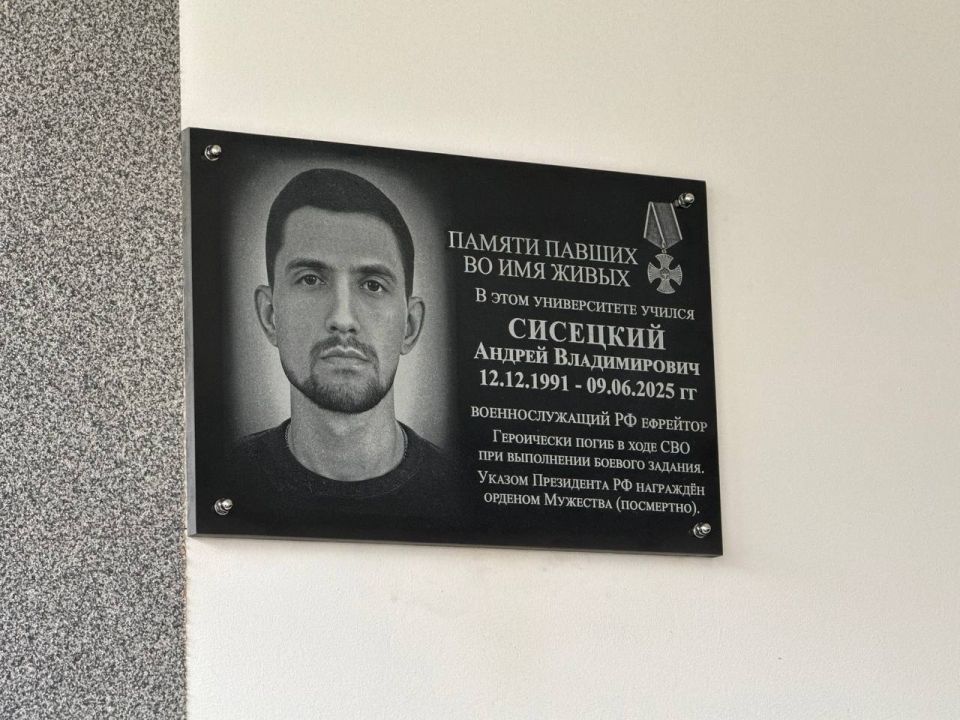 ПАМЯТИ ПАВШИХ
ВО ИМЯ ЖИВЫХ
В ЭТОМ УНИВЕРСИТЕТЕ УЧИЛСЯ
СИСЕЦКИЙ
АНДРЕЙ ВЛАДИМИРОВИЧ
12.12.1991 - 09.06.2025 ГГ
ВОЕННОСЛУЖАЩИЙ РФ ЕФРЕЙТОР
ГЕРОИЧЕСКИ ПОГИБ В ХОДЕ СВО
ПРИ ВЫПОЛНЕНИИ БОЕВОГО ЗАДАНИЯ.
УКАЗОМ ПРЕЗИДЕНТА РФ НАГРАЖДЁН
ОРДЕНОМ МУЖЕСТВА (ПОСМЕРТНО).